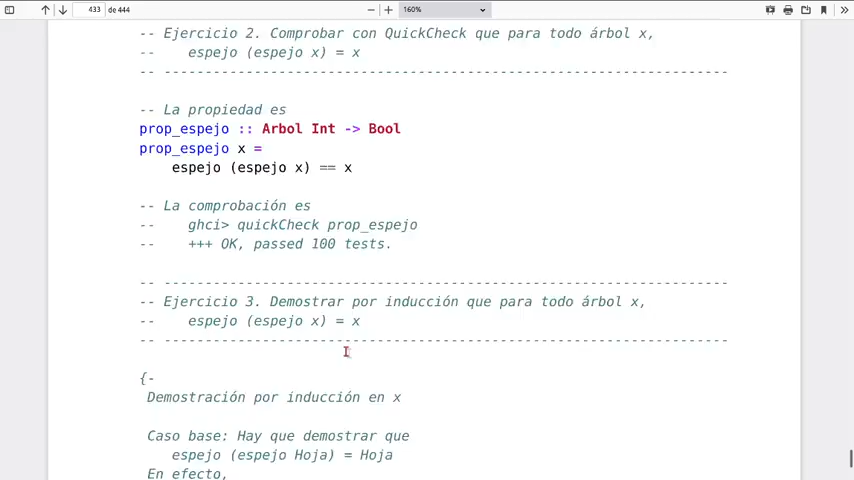 433 de 444
160%
-- Ejercicio 2. Comprobar con QuickCheck que para todo árbol x,
--    espejo (espejo x) = x
-- ---------------------------------------------------------------------
-- La propiedad es
prop_espejo :: Arbol Int -> Bool
prop_espejo x =
    espejo (espejo x) == x
-- La comprobación es
--    ghci> quickCheck prop_espejo
--    +++ OK, passed 100 tests.
-- ---------------------------------------------------------------------
-- Ejercicio 3. Demostrar por inducción que para todo árbol x,
--    espejo (espejo x) = x
-- ---------------------------------------------------------------------
{-
 Demostración por inducción en x
 Caso base: Hay que demostrar que
    espejo (espejo Hoja) = Hoja
 En efecto,